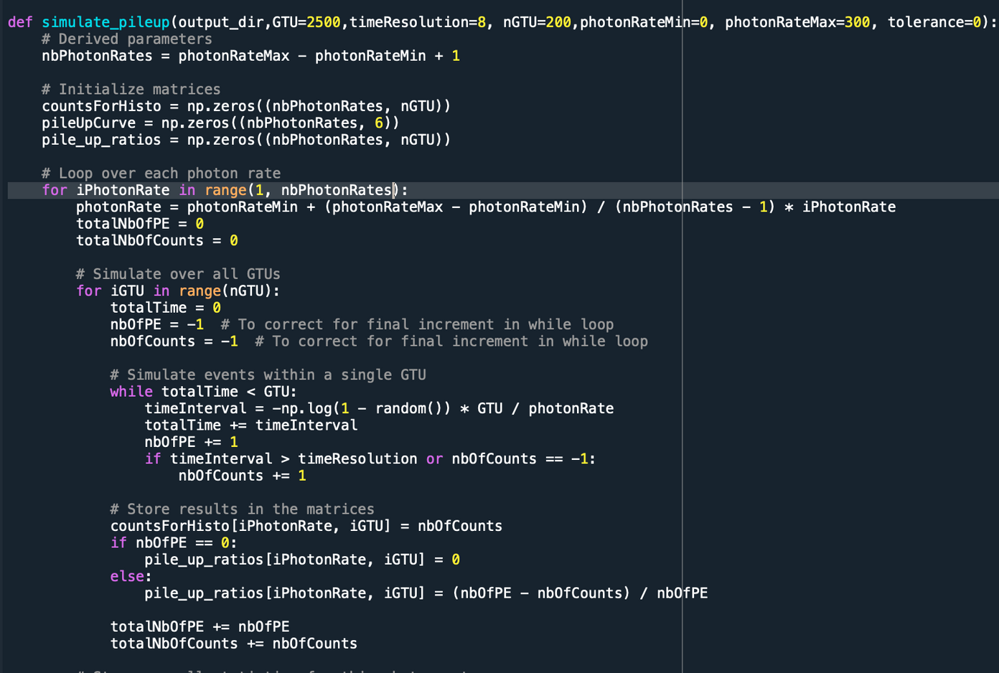 def simulate_pileup(output_dir,GTU=2500,timeResolution=8, nGTU=200,photonRateMin=0, photonRateMax=300, tolerance=0):
# Derived parameters
nbPhotonRates = photonRateMax - photonRateMin + 1
# Initialize matrices
countsForHisto = np.zeros((nbPhotonRates, nGTU))
pileUpCurve = np.zeros((nbPhotonRates, 6))
pile_up_ratios = np.zeros((nbPhotonRates, nGTU))
# Loop over each photon rate
for iPhotonRate in range(1, nbPhotonRates):
photonRate = photonRateMin + (photonRateMax - photonRateMin) / (nbPhotonRates - 1) * iPhotonRate
totalNbOfPE = 0
totalNbOfCounts = 0
# Simulate over all GTUs
for iGTU in range(nGTU):
totalTime = 0
nbOfPE = -1  # To correct for final increment in while loop
nbOfCounts = -1  # To correct for final increment in while loop
# Simulate events within a single GTU
while totalTime < GTU:
timeInterval = -np.log(1 - random()) * GTU / photonRate
totalTime += timeInterval
nbOfPE += 1
if timeInterval > timeResolution or nbOfCounts == -1:
nbOfCounts += 1
# Store results in the matrices
countsForHisto[iPhotonRate, iGTU] = nbOfCounts
if nbOfPE == 0:
pile_up_ratios[iPhotonRate, iGTU] = 0
else:
pile_up_ratios[iPhotonRate, iGTU] = (nbOfPE - nbOfCounts) / nbOfPE
totalNbOfPE += nbOfPE
totalNbOfCounts += nbOfCounts